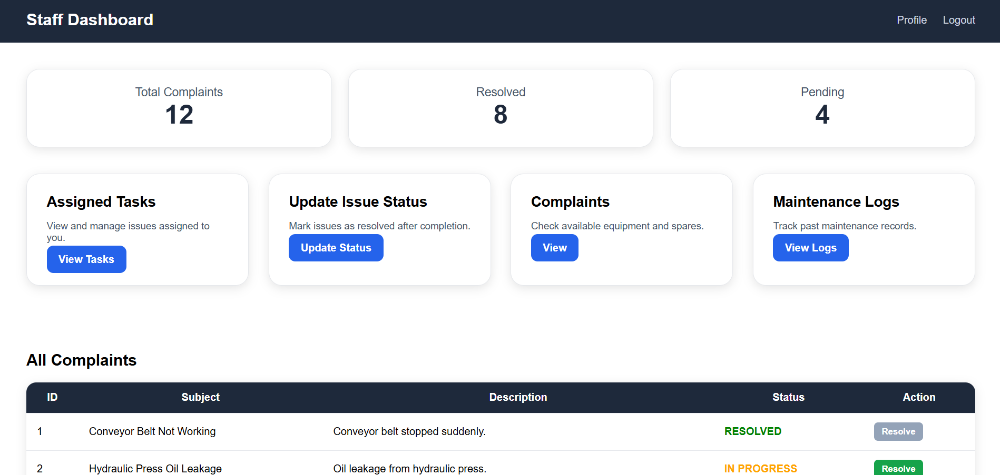 Staff Dashboard
Profile Logout
Total Complaints
12
Resolved
8
Pending
4
Assigned Tasks
View and manage issues assigned to
you.
View Tasks
Update Issue Status
Mark issues as resolved after completion.
Update Status
Complaints
Check available equipment and spares.
View
Maintenance Logs
Track past maintenance records.
View Logs
All Complaints
ID Subject Description Status Action
1 Conveyor Belt Not Working Conveyor belt stopped suddenly. RESOLVED Resolve
2 Hydraulic Press Oil Leakage Oil leakage from hydraulic press. IN PROGRESS Resolve